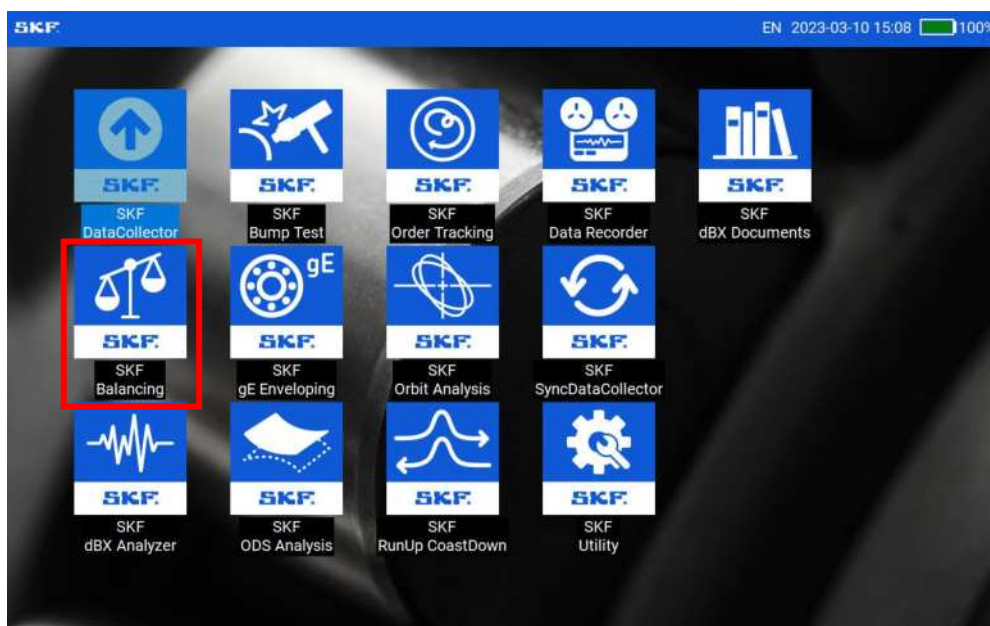 SKF
EN 2023-03-10 15:08 100%
SKF SKF SKF SKF SKF
SKF SKF SKF SKF SKF
DataCollector Bump Test Order Tracking Data Recorder dBX Documents
gE
SKF SKF SKF SKF
SKF SKF SKF SKF
Balancing gE Enveloping Orbit Analysis SyncDataCollector
SKF SKF SKF SKF
SKF SKF SKF SKF
dBX Analyzer ODS Analysis RunUp CoastDown Utility